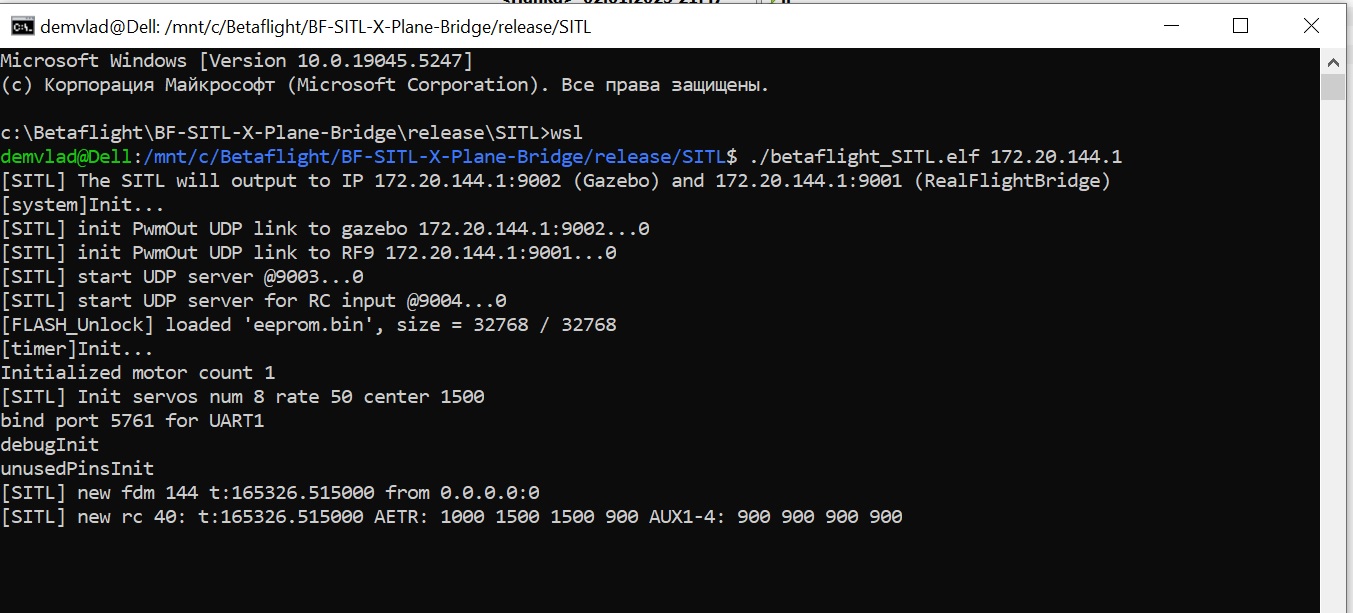 demvlad@Dell: /mnt/c/Betaflight/BF-SITL-X-Plane-Bridge/release/SITL
Microsoft Windows [Version 10.0.19045.5247]
(c) Корпорация Майкрософт (Microsoft Corporation). Все права защищены.
c:\Betaflight\BF-SITL-X-Plane-Bridge\release\SITL>wsl
demvlad@Dell:/mnt/c/Betaflight/BF-SITL-X-Plane-Bridge/release/SITL$ ./betaflight_SITL.elf 172.20.144.1
[SITL] The SITL will output to IP 172.20.144.1:9002 (Gazebo) and 172.20.144.1:9001 (RealFlightBridge)
[system]Init...
[SITL] init PwmOut UDP link to gazebo 172.20.144.1:9002...0
[SITL] init PwmOut UDP link to RF9 172.20.144.1:9001...0
[SITL] start UDP server @9003...0
[SITL] start UDP server for RC input @9004...0
[FLASH_Unlock] loaded 'eeprom.bin', size = 32768 / 32768
[timer]Init...
Initialized motor count 1
[SITL] Init servos num 8 rate 50 center 1500
bind port 5761 for UART1
debugInit
unusedPinsInit
[SITL] new fdm 144 t:165326.515000 from 0.0.0.0:0
[SITL] new rc 40: t:165326.515000 AETR: 1000 1500 1500 900 AUX1-4: 900 900 900 900